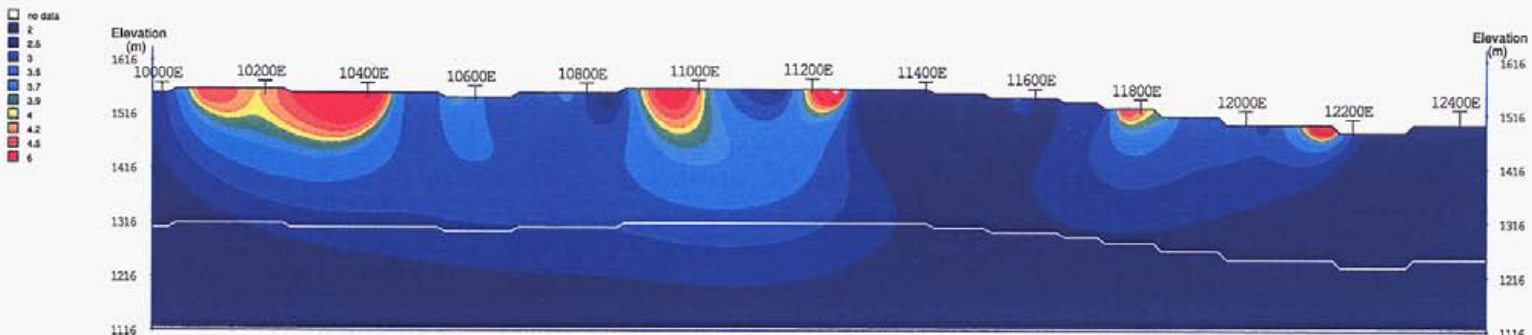 no data
2
2.5
3
3.5
3.7
3.9
4
4.2
4.5
6
Elevation
(m)
1616
1516
1416
1316
1216
1116
10000E
10200E
10400E
10600E
10800E
11000E
11200E
11400E
11600E
11800E
12000E
12200E
12400E
Elevation
(m)
1616
1516
1416
1316
1216
1116